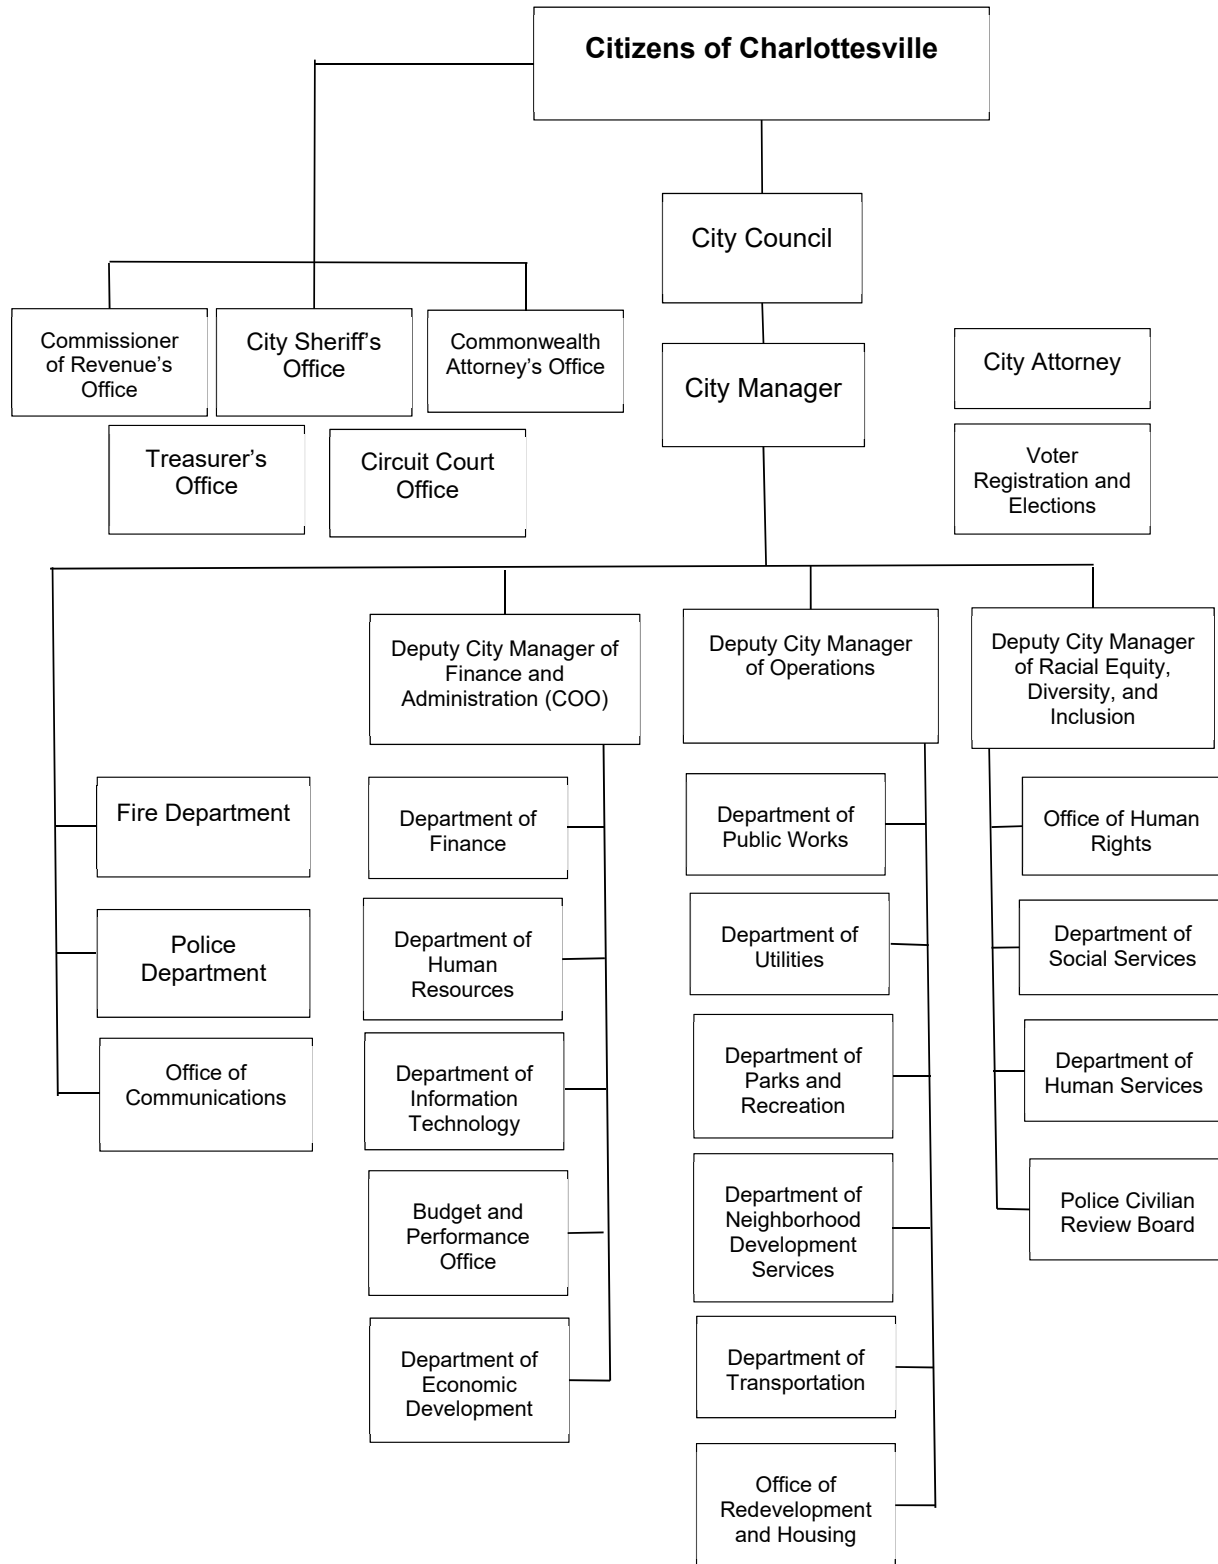 Citizens of Charlottesville
City Council
Commissioner
of Revenue's
Office
City Sheriff’s
Office
Commonwealth
Attorney’s Office
City Manager
City Attorney
Treasurer’s
Office
Circuit Court
Office
Voter
Registration and
Elections
Deputy City Manager of
Finance and
Administration (COO)
Deputy City Manager
of Operations
Deputy City Manager
of Racial Equity,
Diversity, and
Inclusion
Fire Department
Police
Department
Office of
Communications
Department of
Finance
Department of
Human
Resources
Department of
Information
Technology
Budget and
Performance
Office
Department of
Economic
Development
Department of
Public Works
Department of
Utilities
Department of
Parks and
Recreation
Department of
Neighborhood
Development
Services
Department of
Transportation
Office of
Redevelopment
and Housing
Office of Human
Rights
Department of
Social Services
Department of
Human Services
Police Civilian
Review Board